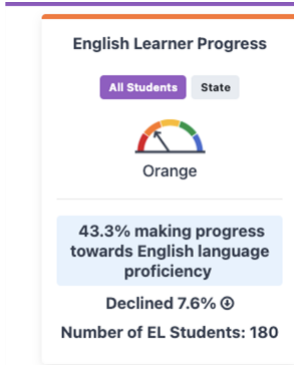 English Learner Progress
All Students State
Orange
43.3% making progress
towards English language
proficiency
Declined 7.6%
Number of EL Students: 180